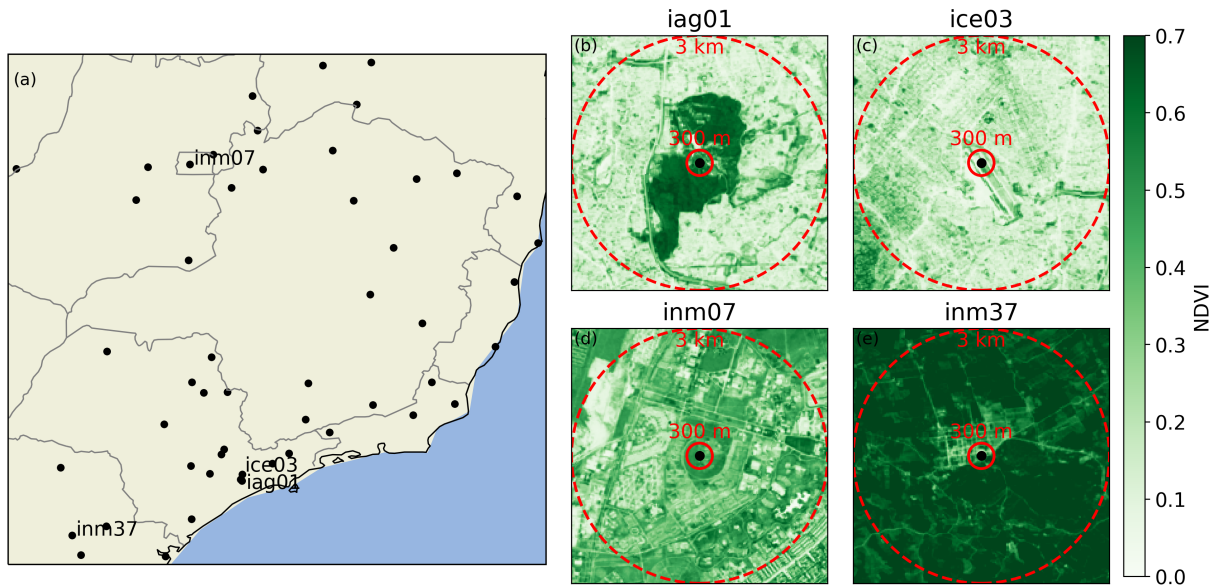 (a)
inm07
ice03
iag01
inm37
iag01
(b)
3 km
300 m
ice03
(c)
3 km
300 m
inm07
(d)
3 km
300 m
inm37
(e)
3 km
300 m
0.7
0.6
0.5
0.4
0.3
0.2
0.1
0.0
NDVI